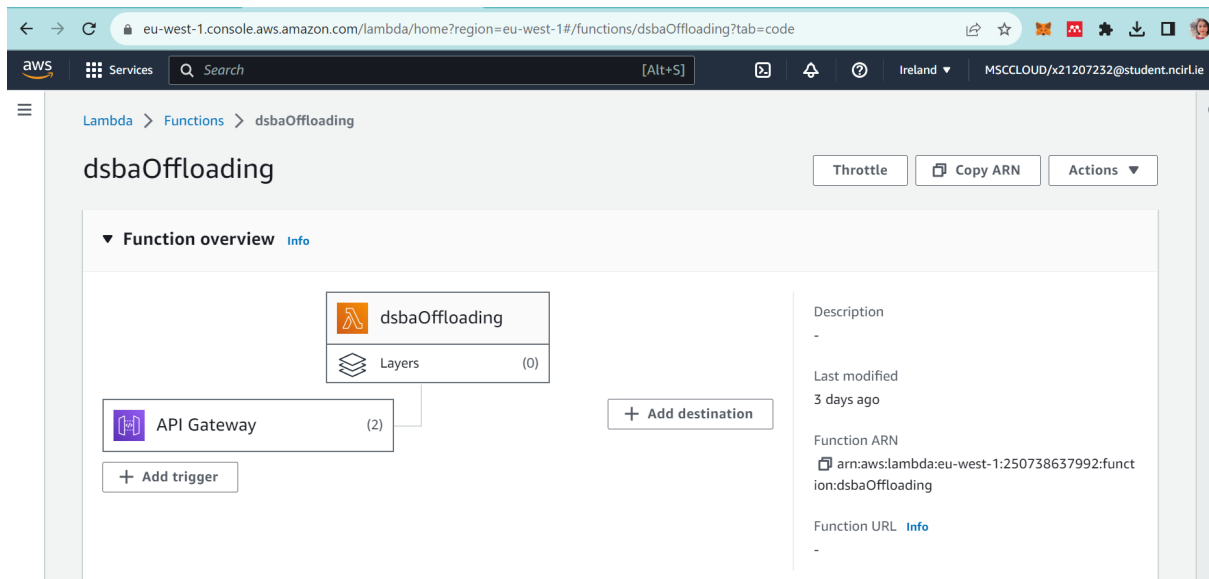 eu-west-1.console.aws.amazon.com/lambda/home?region=eu-west-1#/functions/dsbaOffloading?tab=code
aws Services Search [Alt+S] Ireland ▼ MSCCLOUD/x21207232@student.ncirl.ie
Lambda > Functions > dsbaOffloading
dsbaOffloading
Throttle Copy ARN Actions ▼
▼ Function overview Info
dsbaOffloading
Layers (0)
API Gateway (2)
+ Add trigger
+ Add destination
Description
-
Last modified
3 days ago
Function ARN
arn:aws:lambda:eu-west-1:250738637992:funct
ion:dsbaOffloading
Function URL Info
-